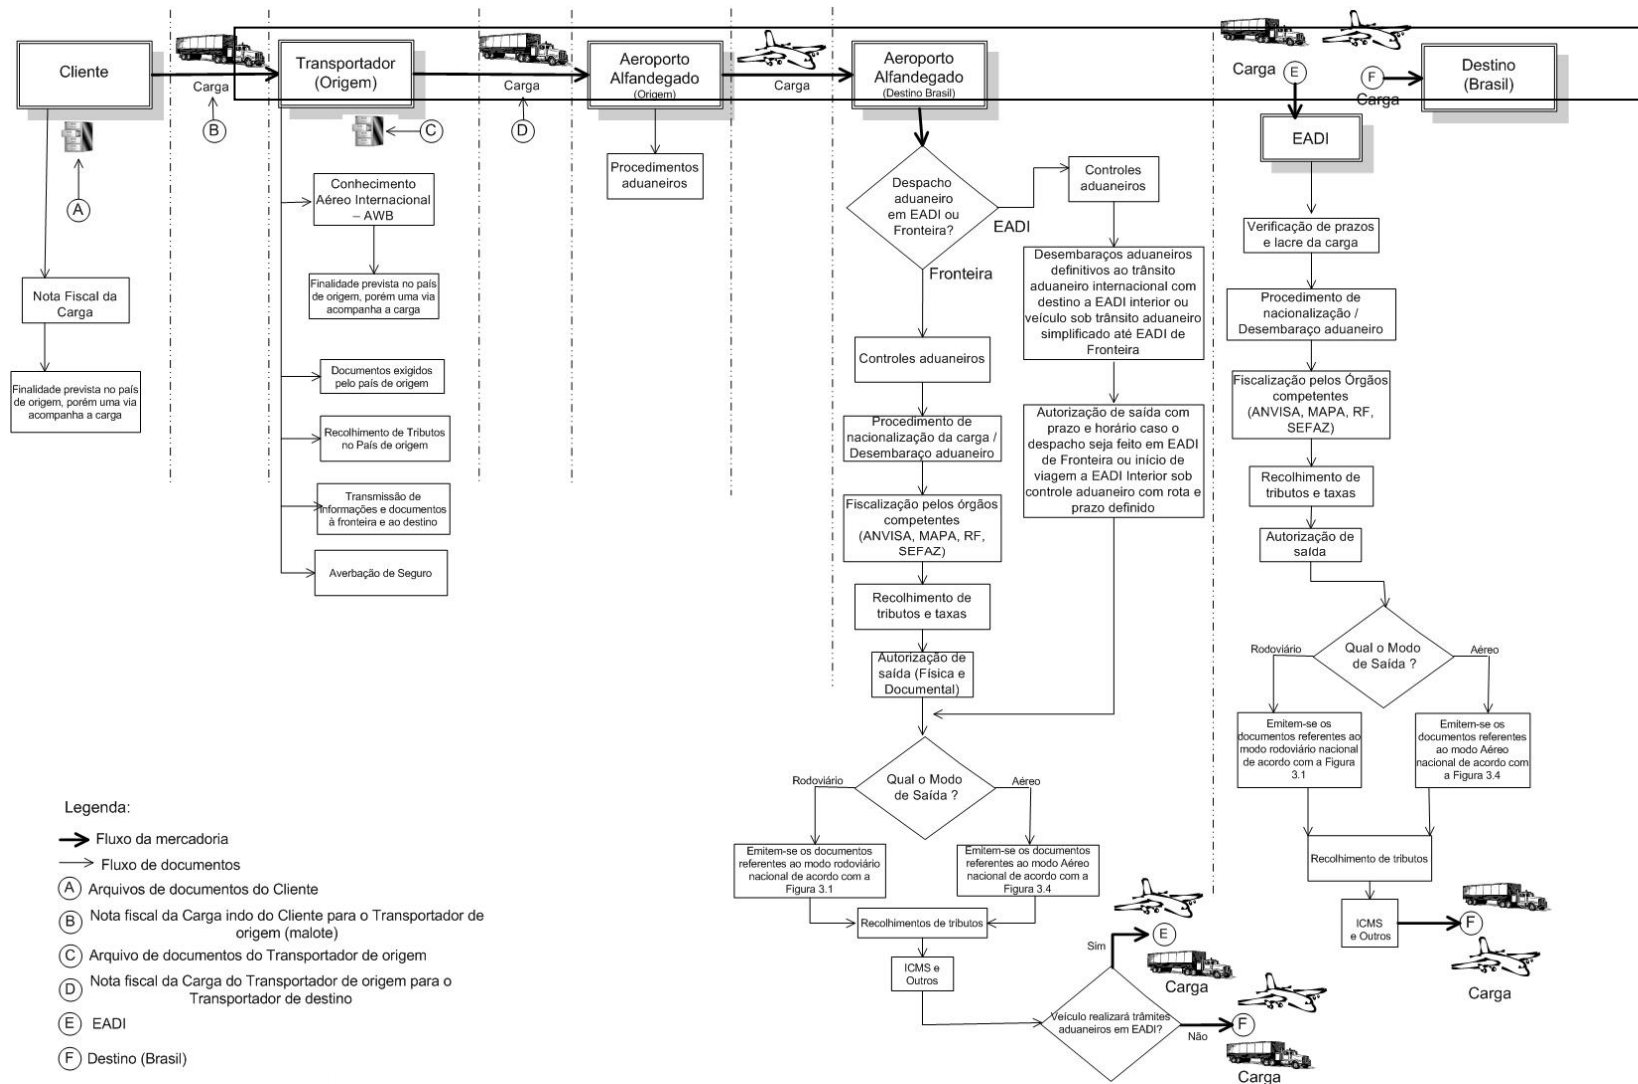 Cliente
Carga
B
A
Nota Fiscal da
Carga
Finalidade prevista no país
de origem, porém uma via
acompanha a carga
Transportador
(Origem)
C
Conhecimento
Aéreo Internacional
– AWB
Finalidade prevista no país
de origem, porém uma via
acompanha a carga
Documentos exigidos
pelo país de origem
Recolhimento de Tributos
no País de origem
Transmissão de
informações e documentos
à fronteira e ao destino
Averbação de Seguro
Carga
D
Aeroporto
Alfandegado
(Origem)
Procedimentos
aduaneiros
Carga
Aeroporto
Alfandegado
(Destino Brasil)
Despacho
aduaneiro
em EADI ou
Fronteira?
EADI
Fronteira
Controles
aduaneiros
Desembaraços aduaneiros
definitivos ao trânsito
aduaneiro internacional com
destino a EADI interior ou
veículo sob trânsito aduaneiro
simplificado até EADI de
Fronteira
Autorização de saída com
prazo e horário caso o
despacho seja feito em EADI
de Fronteira ou início de
viagem a EADI Interior sob
controle aduaneiro com rota e
prazo definido
Controles aduaneiros
Procedimento de
nacionalização da carga /
Desembaraço aduaneiro
Fiscalização pelos órgãos
competentes
(ANVISA, MAPA, RF,
SEFAZ)
Recolhimento de
tributos e taxas
Autorização de
saída (Física e
Documental)
Qual o Modo
de Saída ?
Rodoviário
Aéreo
Emitem-se os documentos
referentes ao modo rodoviário
nacional de acordo com a
Figura 3.1
Emitem-se os documentos
referentes ao modo Aéreo
nacional de acordo com a
Figura 3.4
Recolhimentos de tributos
ICMS e
Outros
Veículo realizará trâmites
aduaneiros em EADI?
Sim
E
Carga
Não
F
Carga
Carga
E
F
Carga
Destino
(Brasil)
EADI
Verificação de prazos
e lacre da carga
Procedimento de
nacionalização /
Desembaraço aduaneiro
Fiscalização pelos Órgãos
competentes
(ANVISA, MAPA, RF,
SEFAZ)
Recolhimento de
tributos e taxas
Autorização de
saída
Qual o Modo
de Saída ?
Rodoviário
Aéreo
Emitem-se os
documentos referentes ao
modo rodoviário nacional
de acordo com a Figura
3.1
Emitem-se os
documentos referentes
ao modo Aéreo
nacional de acordo com
a Figura 3.4
Recolhimento de tributos
ICMS
e Outros
F
Carga
Legenda:
Fluxo da mercadoria
Fluxo de documentos
A Arquivos de documentos do Cliente
B Nota fiscal da Carga indo do Cliente para o Transportador de
origem (malote)
C Arquivo de documentos do Transportador de origem
D Nota fiscal da Carga do Transportador de origem para o
Transportador de destino
E EADI
F Destino (Brasil)